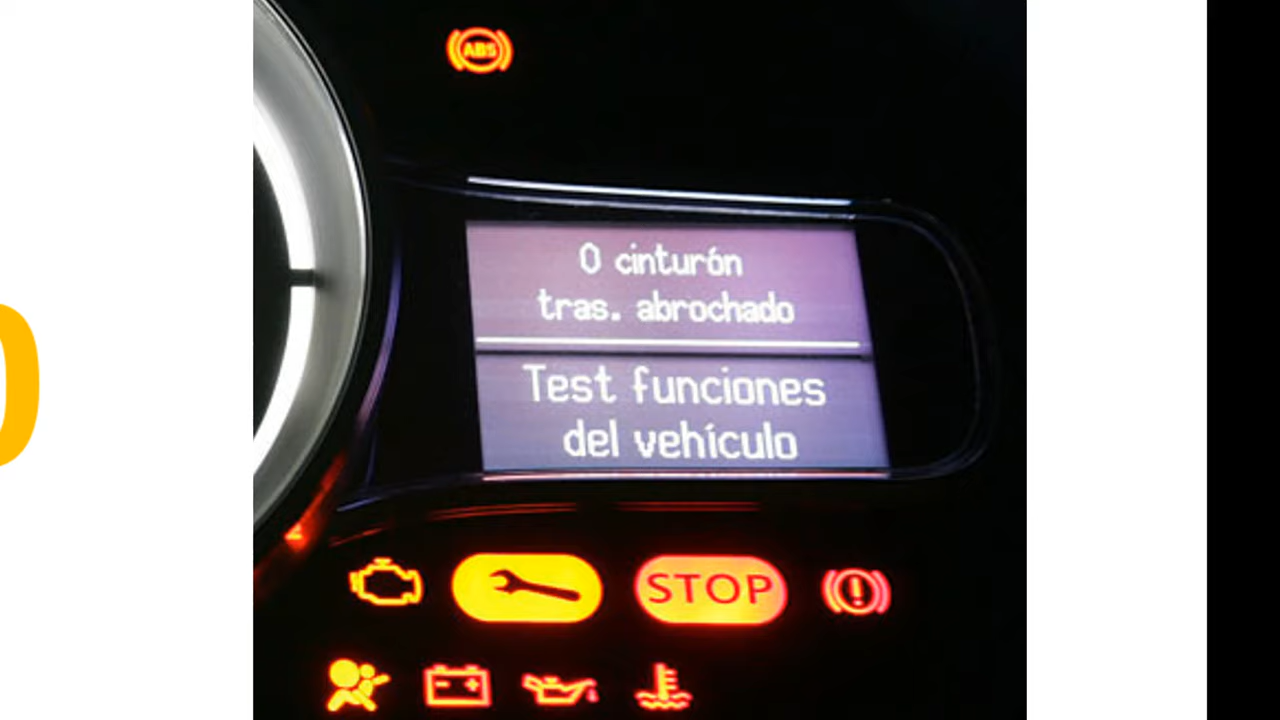 ABS
0 cinturón
tras. abrochado
Test funciones
del vehículo
STOP